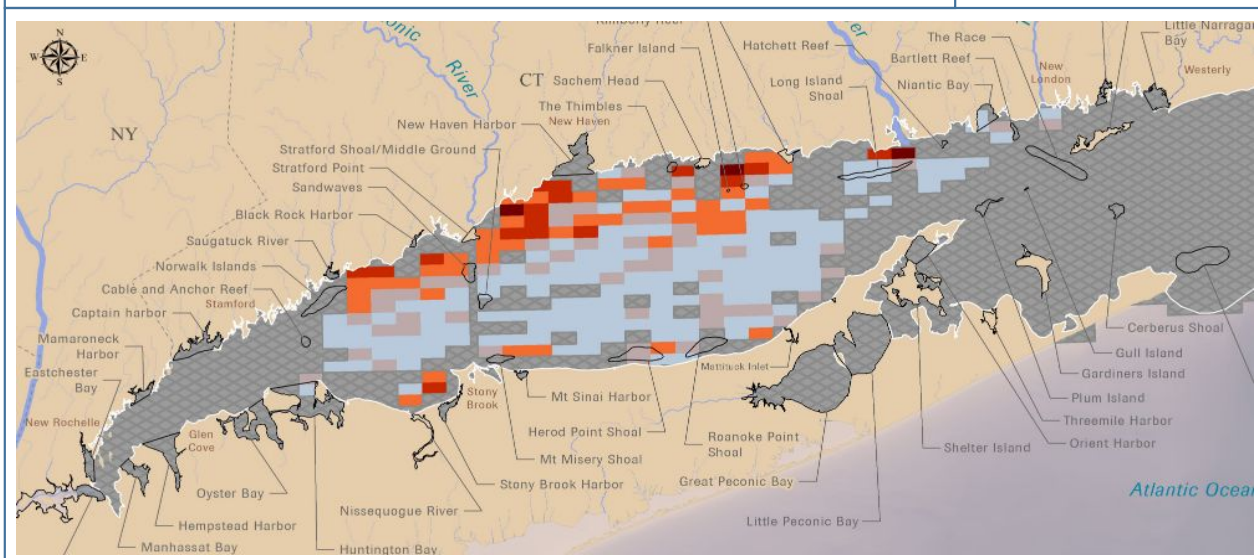 Kimberly Reef
Little Narragan
Bay
N
W
E
S
onic
River
Falkner Island
Hatchett Reef
The Race
Bartlett Reef
New
London
Westerly
CT
Sachem Head
Long Island
Shoal
Niantic Bay
The Thimbles
New Haven
NY
New Haven Harbor
Stratford Shoal/Middle Ground
Stratford Point
Sandwaves
Black Rock Harbor
Saugatuck River
Norwalk Islands
Cable and Anchor Reef
Stamford
Captain harbor
Mamaroneck
Harbor
Eastchester
Bay
New Rochelle
Glen
Cove
Oyster Bay
Hempstead Harbor
Manhassat Bay
Huntington Bay
Nissequogue River
Stony Brook Harbor
Stony
Brook
Mt Sinai Harbor
Mt Misery Shoal
Herod Point Shoal
Roanoke Point
Shoal
Mattituck Inlet
Great Peconic Bay
Little Peconic Bay
Shelter Island
Orient Harbor
Threemile Harbor
Plum Island
Gardiners Island
Gull Island
Cerberus Shoal
Atlantic Ocean